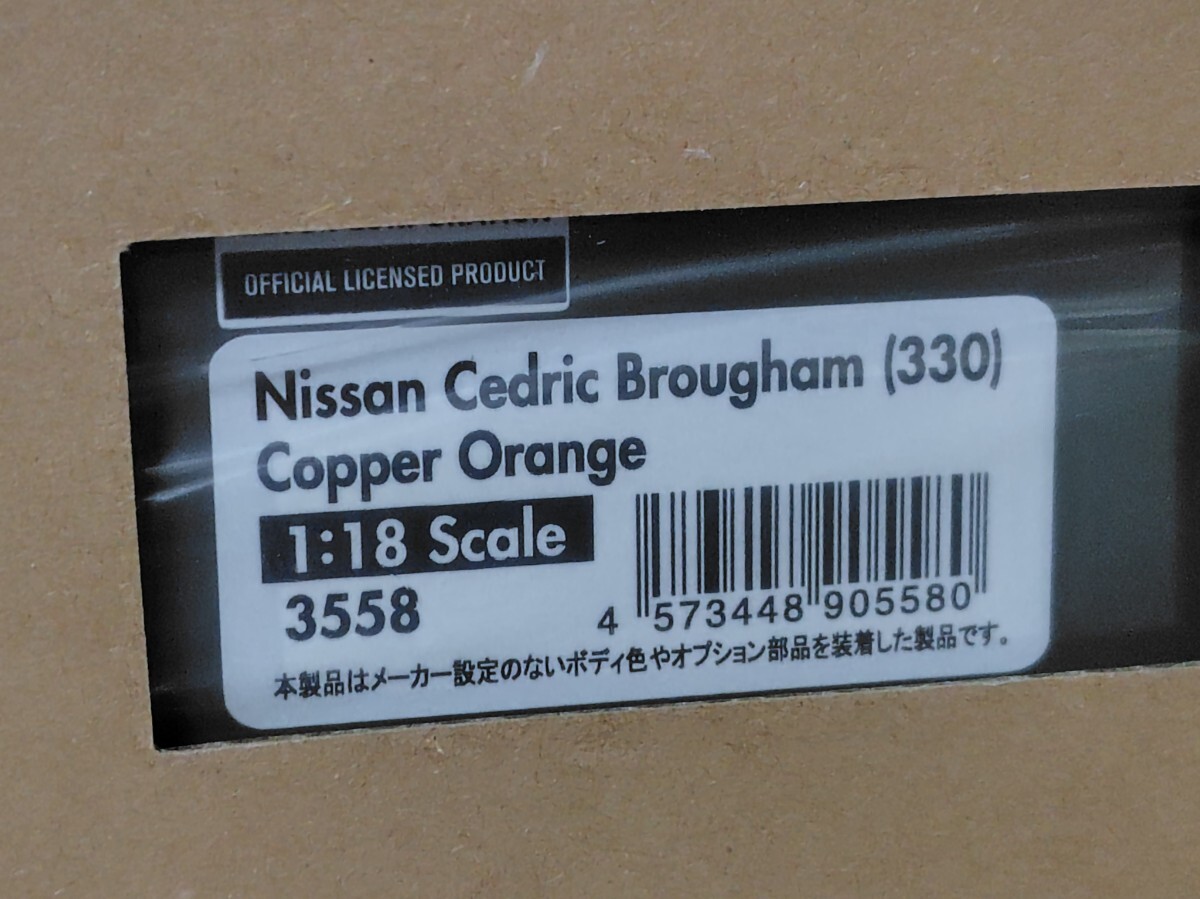 OFFICIAL LICENSED PRODUCT
Nissan Cedric Brougham (330)
Copper Orange
1:18 Scale
3558
4 573448 905580
本製品はメーカー設定のないボディ色やオプション部品を装着した製品です。